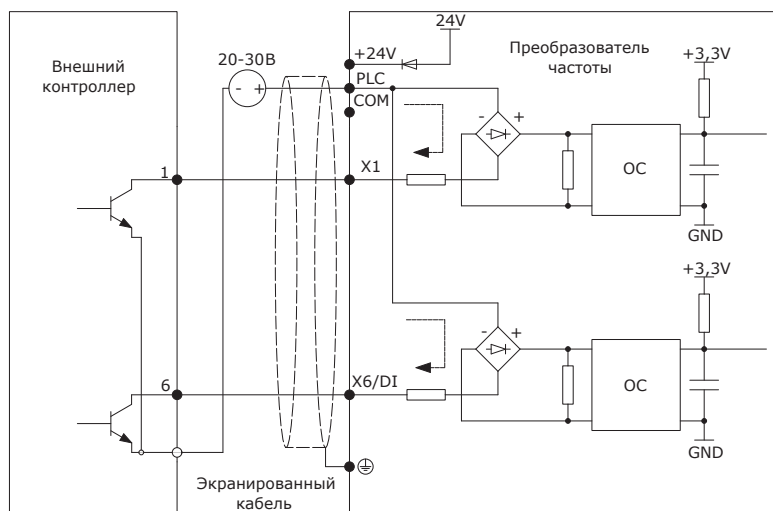 24V
+24V
Преобразователь
частоты
+3,3V
Внешний
контроллер
20-30В
- +
PLC
COM
- +
1
X1
OC
GND
+3,3V
- +
6
X6/DI
OC
GND
Экранированный
кабель